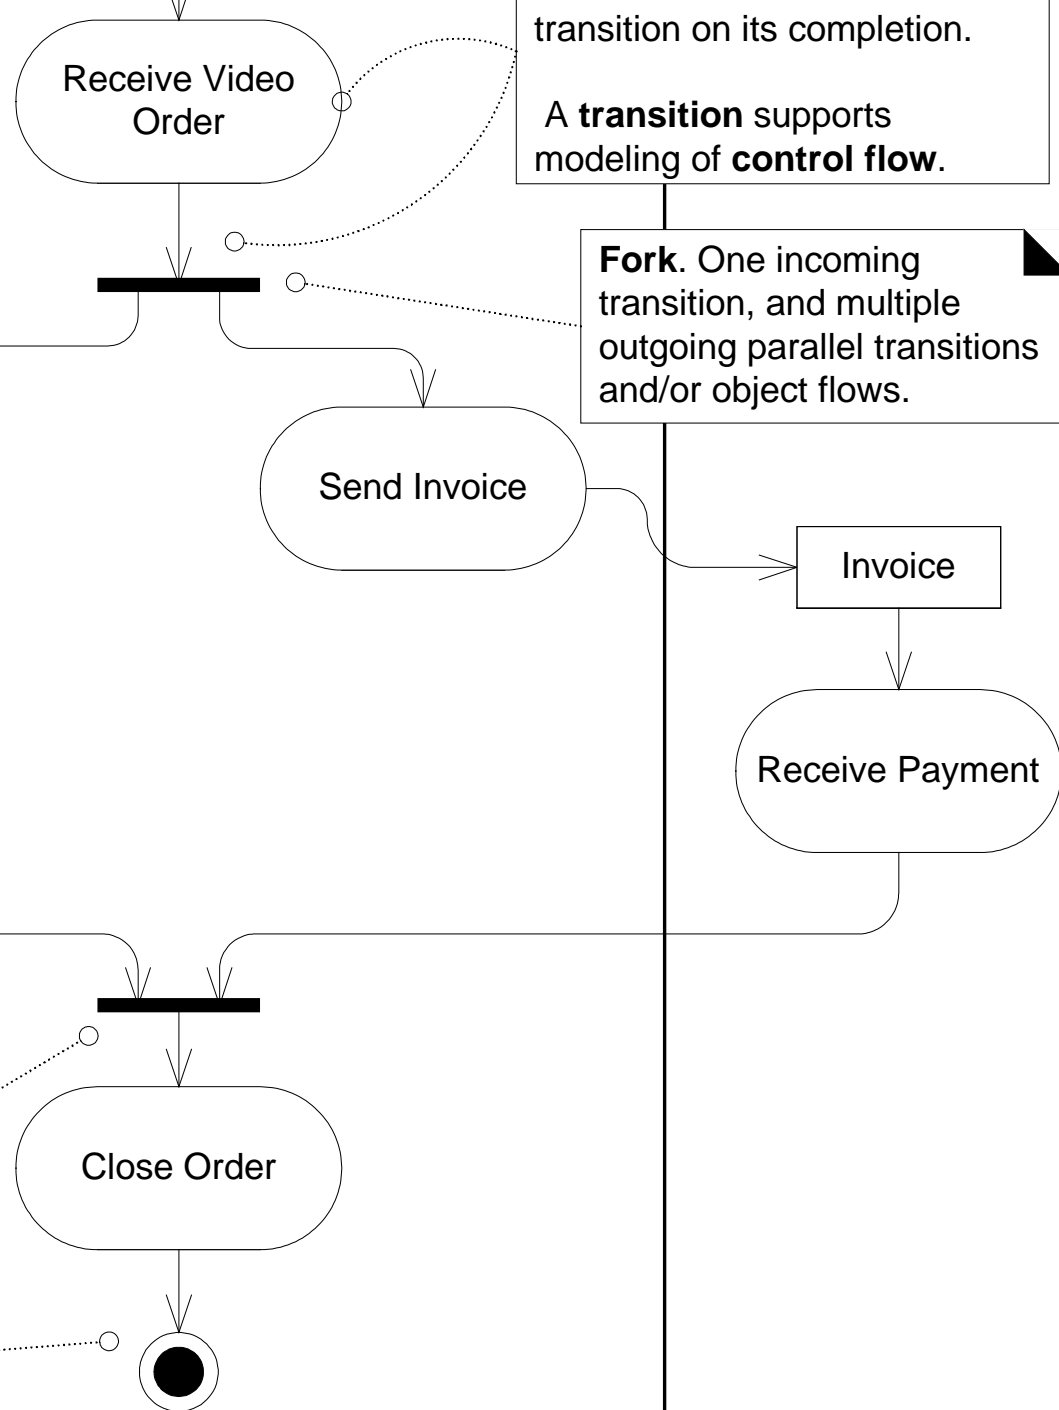 transition on its completion.
A transition supports
modeling of control flow.
Receive Video
Order
Fork. One incoming
transition, and multiple
outgoing parallel transitions
and/or object flows.
Send Invoice
Invoice
Receive Payment
Close Order